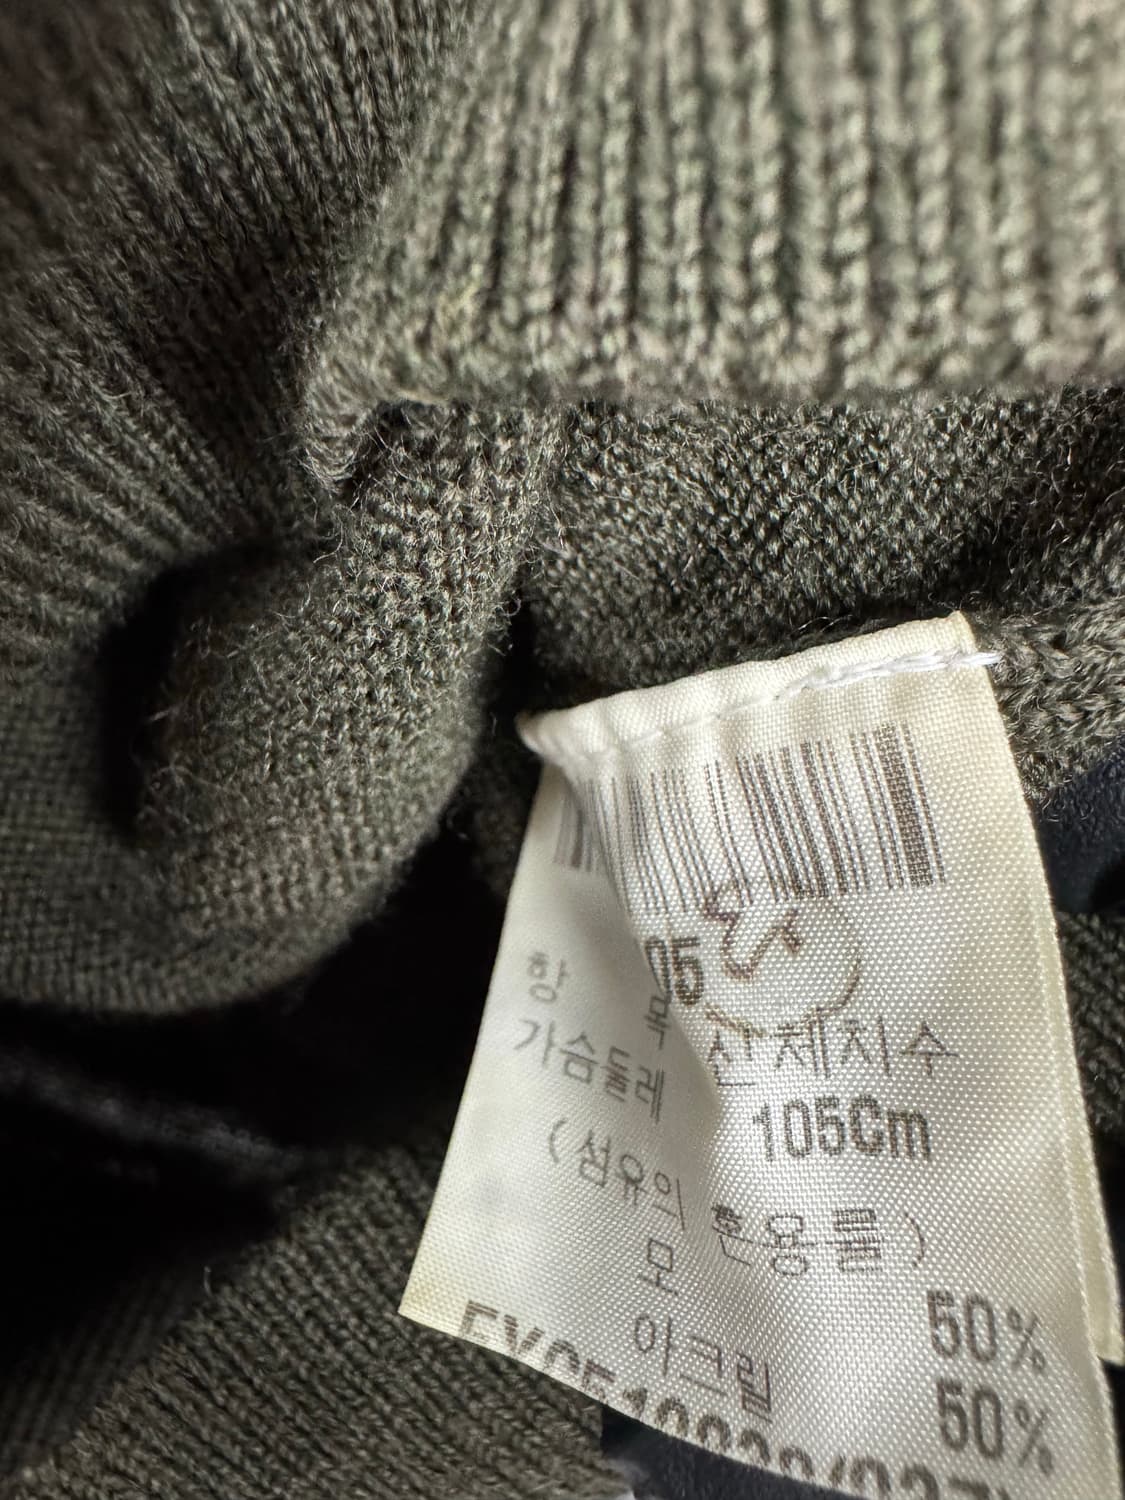 항 목 신체치수
가슴둘레 105Cm
(섬유의 혼용률)
모 50%
아크릴 50%